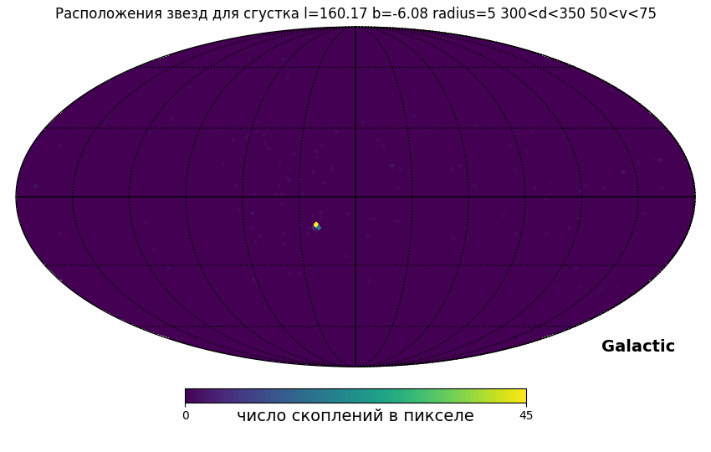 Расположения звезд для сгустка l=160.17 b=-6.08 radius=5 300<d<350 50<v<75
Galactic
0 45
число скоплений в пикселе